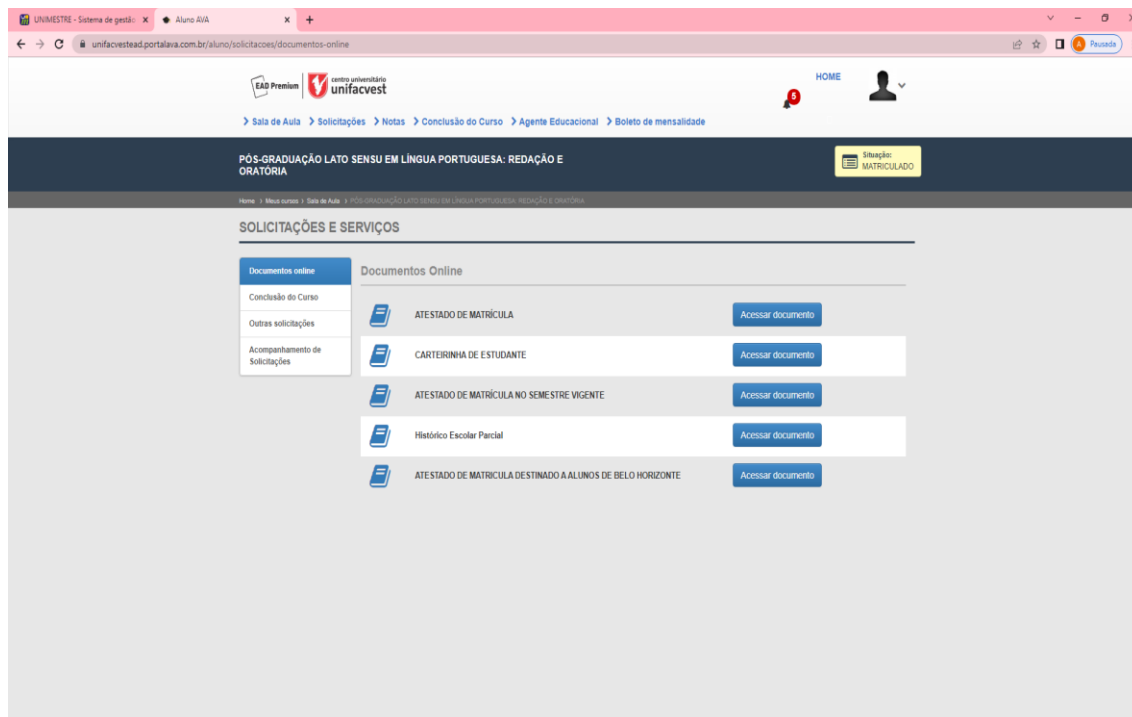 UNIMESTRE - Sistema de gestão
Aluno AVA
unifacvestead.portalava.com.br/aluno/solicitacoes/documentos-online
A Pausada
EAD Premium
centro universitário
unifacvest
5
HOME
Sala de Aula Solicitações Notas Conclusão do Curso Agente Educacional Boleto de mensalidade
PÓS-GRADUAÇÃO LATO SENSU EM LÍNGUA PORTUGUESA: REDAÇÃO E
ORATÓRIA
Situação:
MATRICULADO
Home > Meus cursos > Sala de Aula > PÓS-GRADUAÇÃO LATO SENSU EM LÍNGUA PORTUGUESA: REDAÇÃO E ORATÓRIA
SOLICITAÇÕES E SERVIÇOS
Documentos online
Conclusão do Curso
Outras solicitações
Acompanhamento de
Solicitações
Documentos Online
ATESTADO DE MATRÍCULA Acessar documento
CARTEIRINHA DE ESTUDANTE Acessar documento
ATESTADO DE MATRÍCULA NO SEMESTRE VIGENTE Acessar documento
Histórico Escolar Parcial Acessar documento
ATESTADO DE MATRICULA DESTINADO A ALUNOS DE BELO HORIZONTE Acessar documento